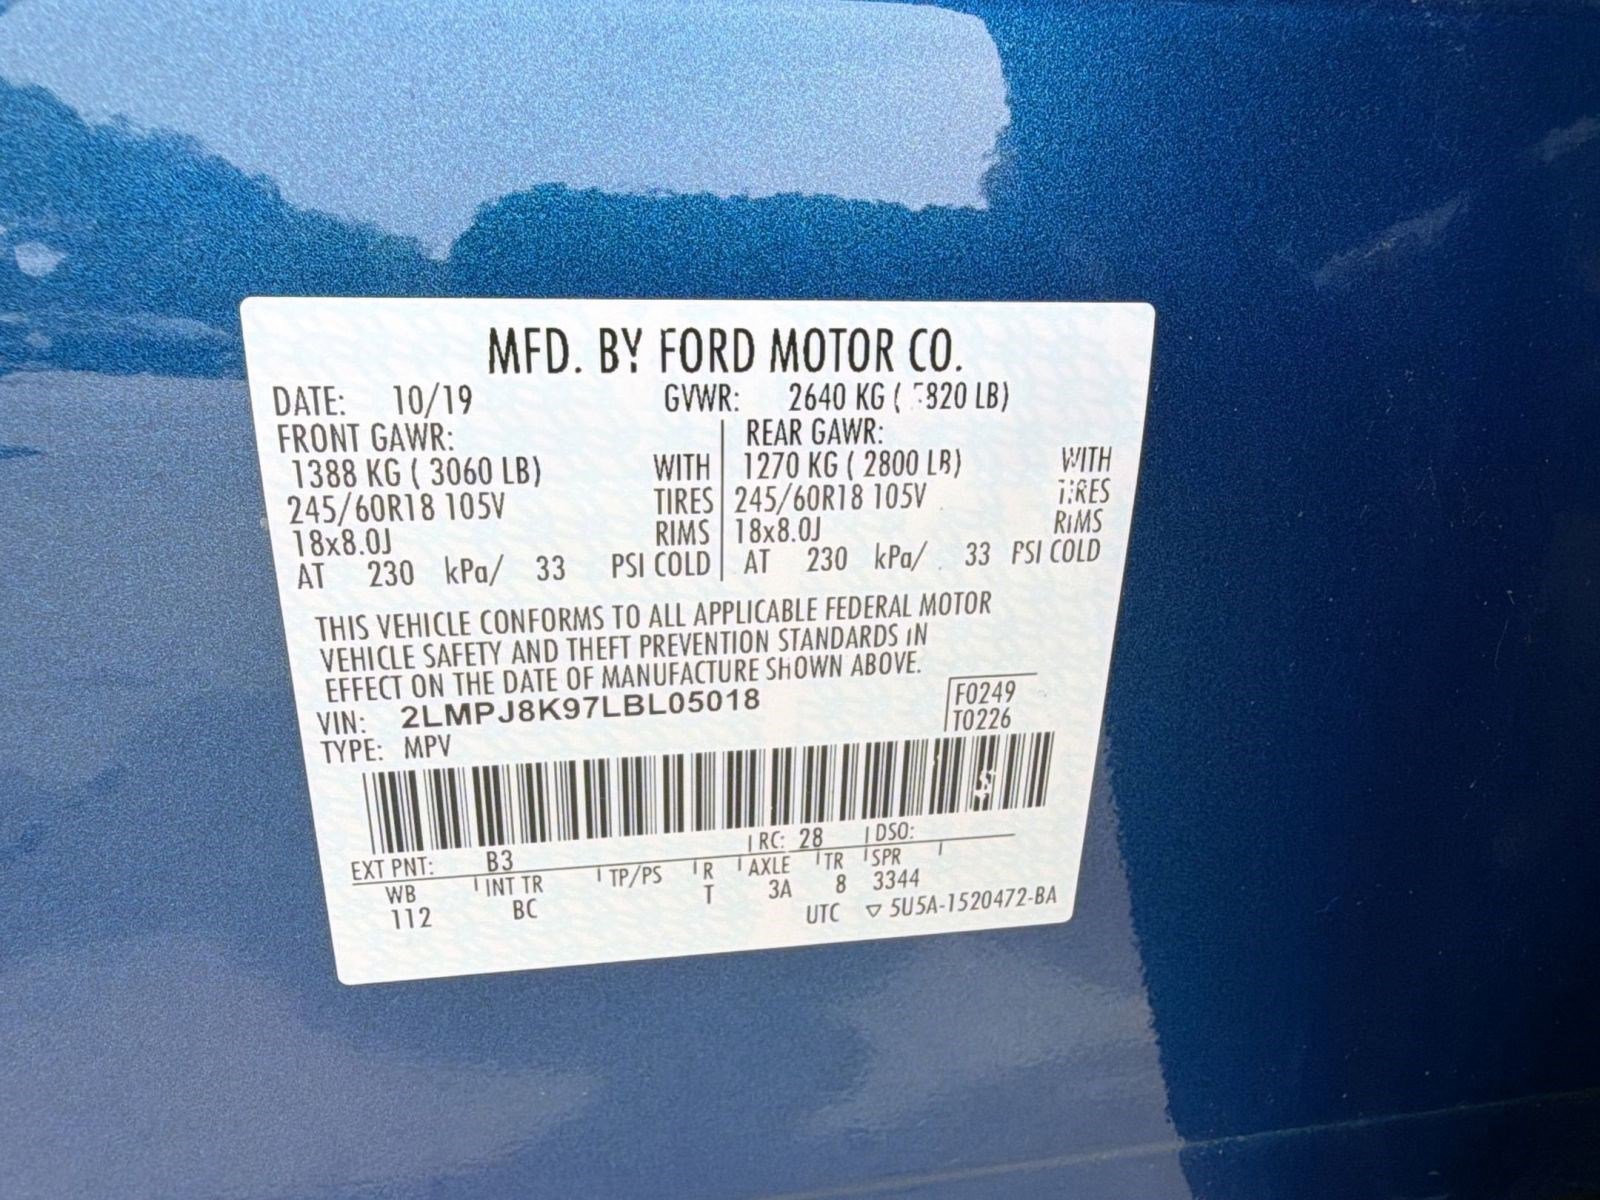 MFD. BY FORD MOTOR CO.
DATE: 10/19 GVWR: 2640 KG ( 5820 LB)
FRONT GAWR: REAR GAWR:
1388 KG ( 3060 LB) WITH 1270 KG ( 2800 LB) WITH
245/60R18 105V TIRES 245/60R18 105V TIRES
18x8.0J RIMS 18x8.0J RIMS
AT 230 kPa/ 33 PSI COLD AT 230 kPa/ 33 PSI COLD
THIS VEHICLE CONFORMS TO ALL APPLICABLE FEDERAL MOTOR
VEHICLE SAFETY AND THEFT PREVENTION STANDARDS IN
EFFECT ON THE DATE OF MANUFACTURE SHOWN ABOVE.
VIN: 2LMPJ8K97LBL05018 F0249
TYPE: MPV T0226
EXT PNT: B3 RC: 28 DSO:
WB INT TR TP/PS R AXLE TR SPR
112 BC T 3A 8 3344
UTC ▽ 5U5A-1520472-BA